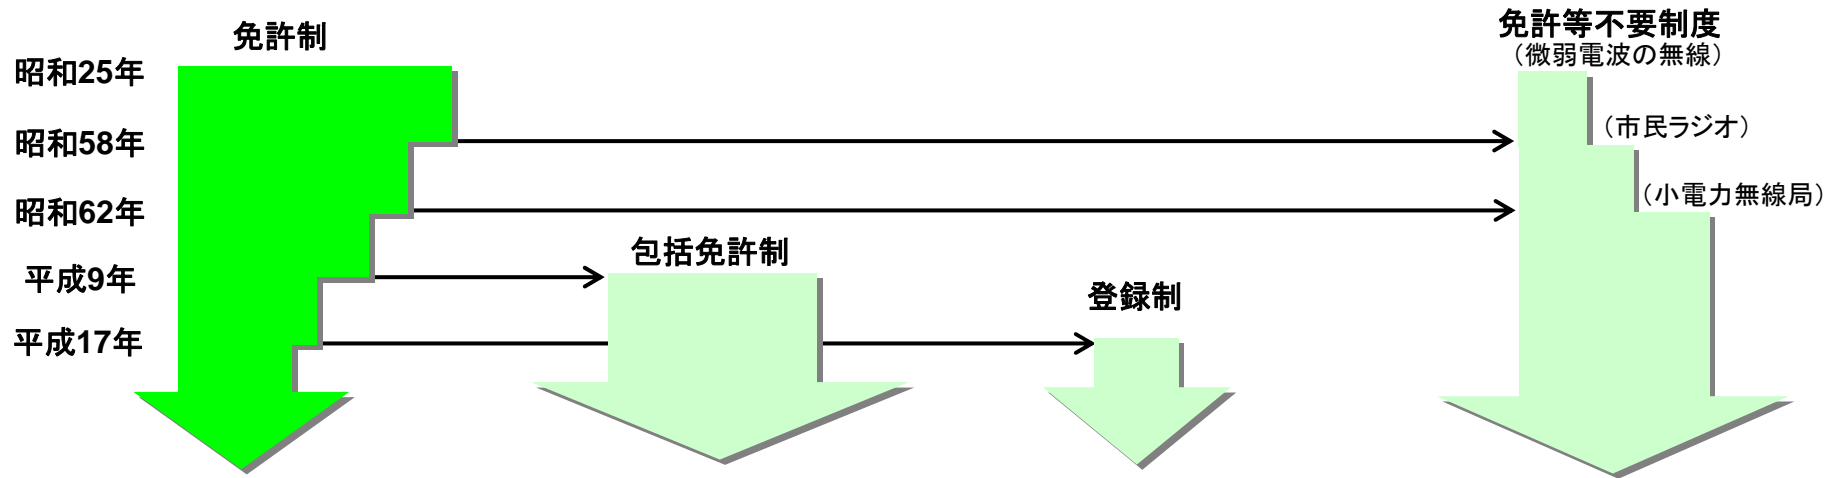 免許制
免許等不要制度
（微弱電波の無線）
昭和25年
昭和58年
（市民ラジオ）
昭和62年
（小電力無線局）
平成9年
包括免許制
平成17年
登録制